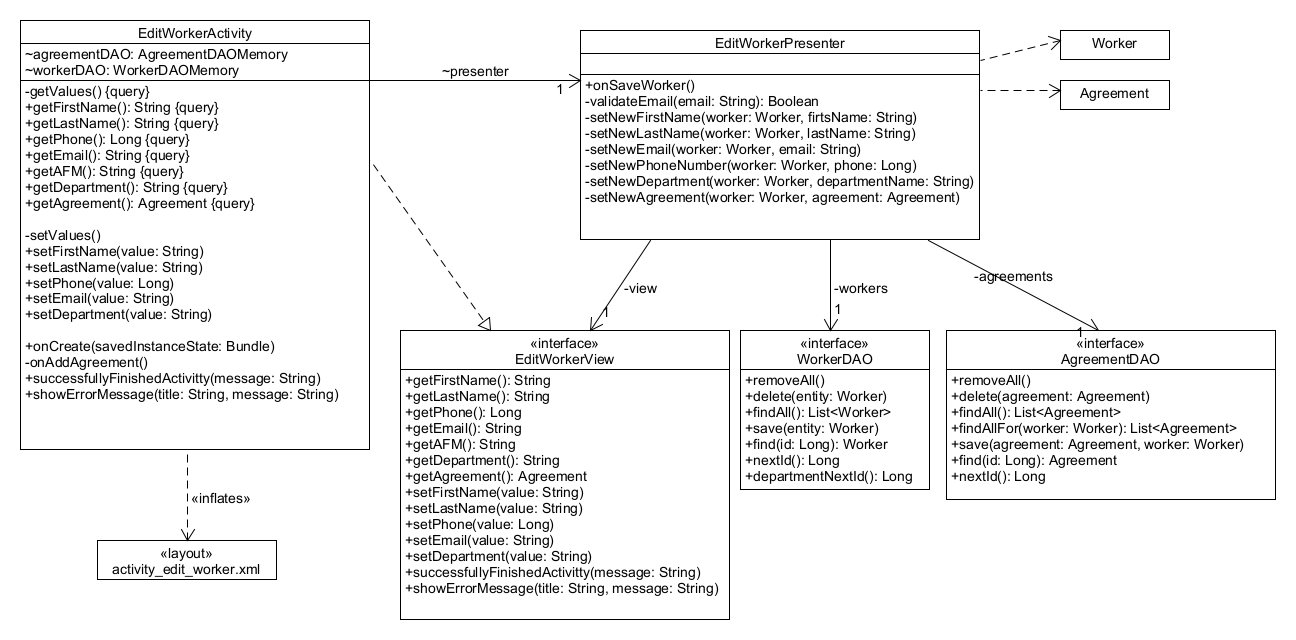 EditWorkerActivity
~agreementDAO: AgreementDAOMemory
~workerDAO: WorkerDAOMemory
-getValues() {query}
+getFirstName(): String {query}
+getLastName(): String {query}
+getPhone(): Long {query}
+getEmail(): String {query}
+getAFM(): String {query}
+getDepartment(): String {query}
+getAgreement(): Agreement {query}
-setValues()
+setFirstName(value: String)
+setLastName(value: String)
+setPhone(value: Long)
+setEmail(value: String)
+setDepartment(value: String)
+onCreate(savedInstanceState: Bundle)
-onAddAgreement()
+successfullyFinishedActivitty(message: String)
+showErrorMessage(title: String, message: String)
~presenter
1
EditWorkerPresenter
+onSaveWorker()
-validateEmail(email: String): Boolean
-setNewFirstName(worker: Worker, firtsName: String)
-setNewLastName(worker: Worker, lastName: String)
-setNewEmail(worker: Worker, email: String)
-setNewPhoneNumber(worker: Worker, phone: Long)
-setNewDepartment(worker: Worker, departmentName: String)
-setNewAgreement(worker: Worker, agreement: Agreement)
Worker
Agreement
-view
1
-workers
1
-agreements
1
«inflates»
«layout»
activity_edit_worker.xml
«interface»
EditWorkerView
+getFirstName(): String
+getLastName(): String
+getPhone(): Long
+getEmail(): String
+getAFM(): String
+getDepartment(): String
+getAgreement(): Agreement
+setFirstName(value: String)
+setLastName(value: String)
+setPhone(value: Long)
+setEmail(value: String)
+setDepartment(value: String)
+successfullyFinishedActivitty(message: String)
+showErrorMessage(title: String, message: String)
«interface»
WorkerDAO
+removeAll()
+delete(entity: Worker)
+findAll(): List<Worker>
+save(entity: Worker)
+find(id: Long): Worker
+nextId(): Long
+departmentNextId(): Long
«interface»
AgreementDAO
+removeAll()
+delete(agreement: Agreement)
+findAll(): List<Agreement>
+findAllFor(worker: Worker): List<Agreement>
+save(agreement: Agreement, worker: Worker)
+find(id: Long): Agreement
+nextId(): Long